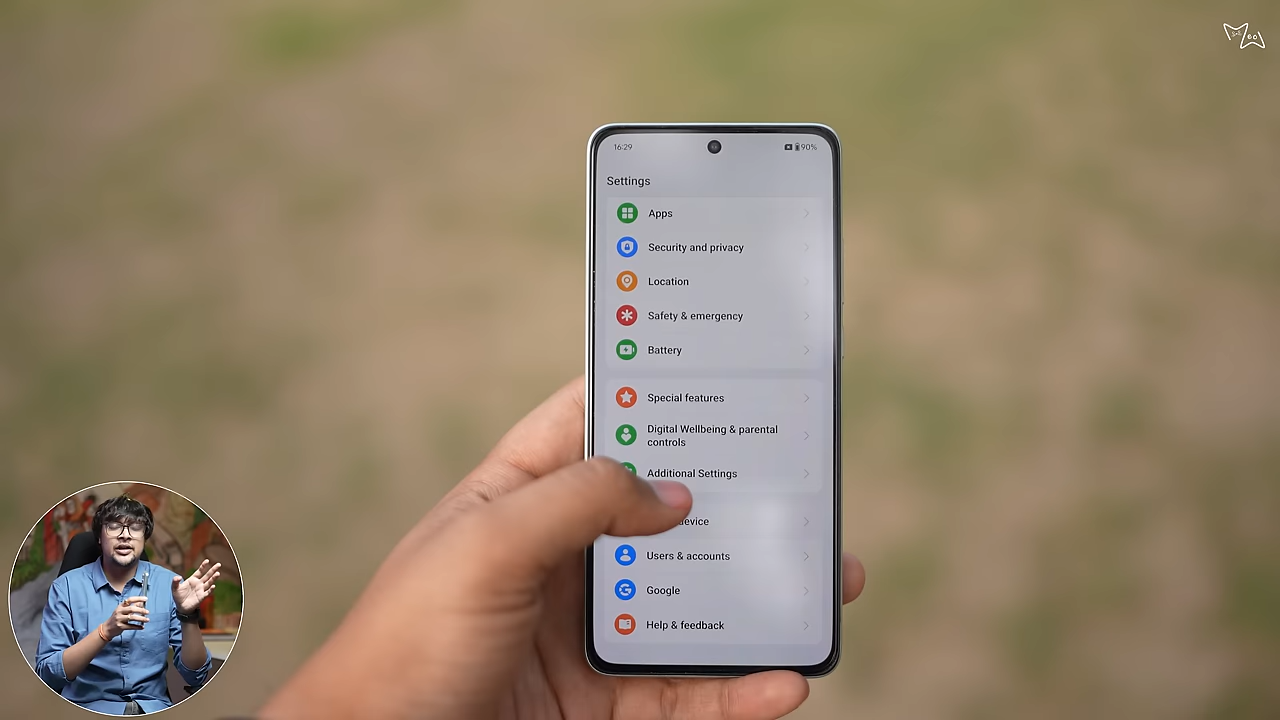 16:29
90%
Settings
Apps
Security and privacy
Location
Safety & emergency
Battery
Special features
Digital Wellbeing & parental
controls
Additional Settings
device
Users & accounts
Google
Help & feedback